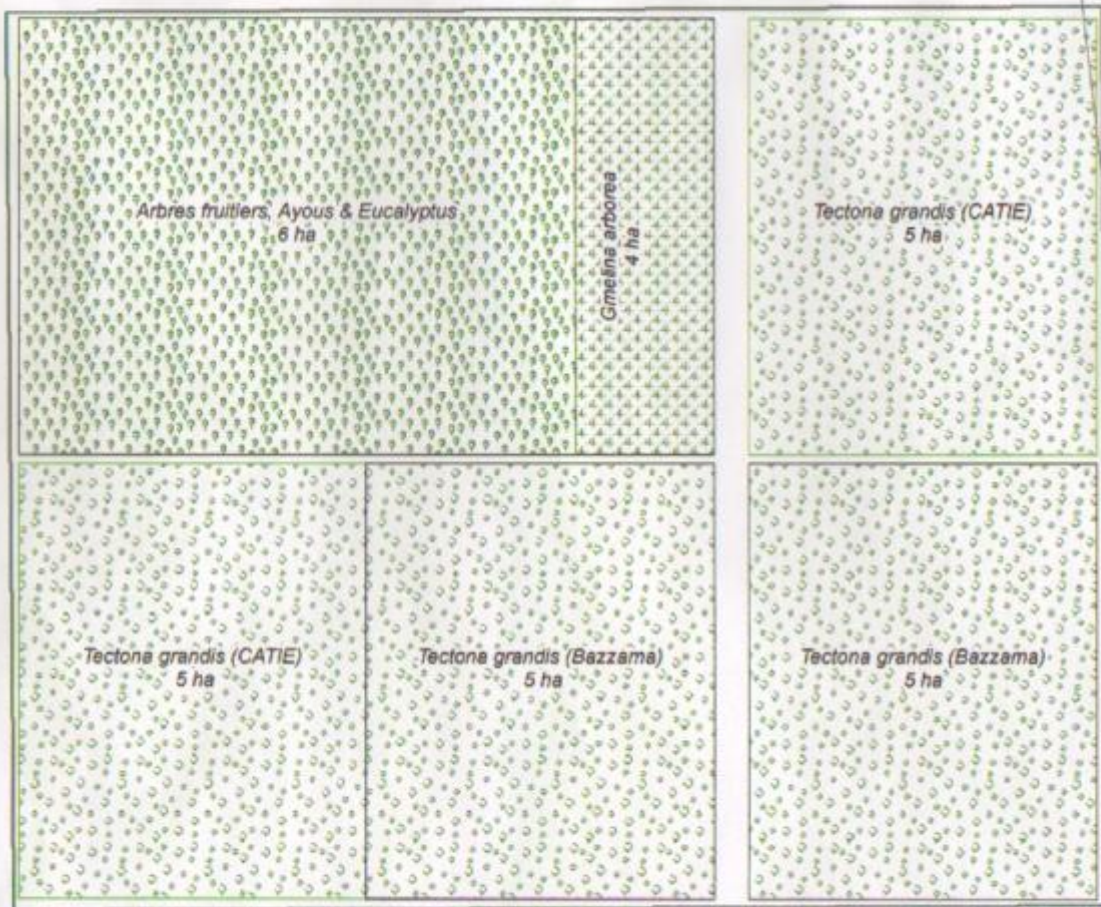 Arbres fruitiers, Ayous & Eucalyptus
6 ha
Gmelina arborea
4 ha
Tectona grandis (CATIE)
5 ha
Tectona grandis (CATIE)
5 ha
Tectona grandis (Bazzama)
5 ha
Tectona grandis (Bazzama)
5 ha